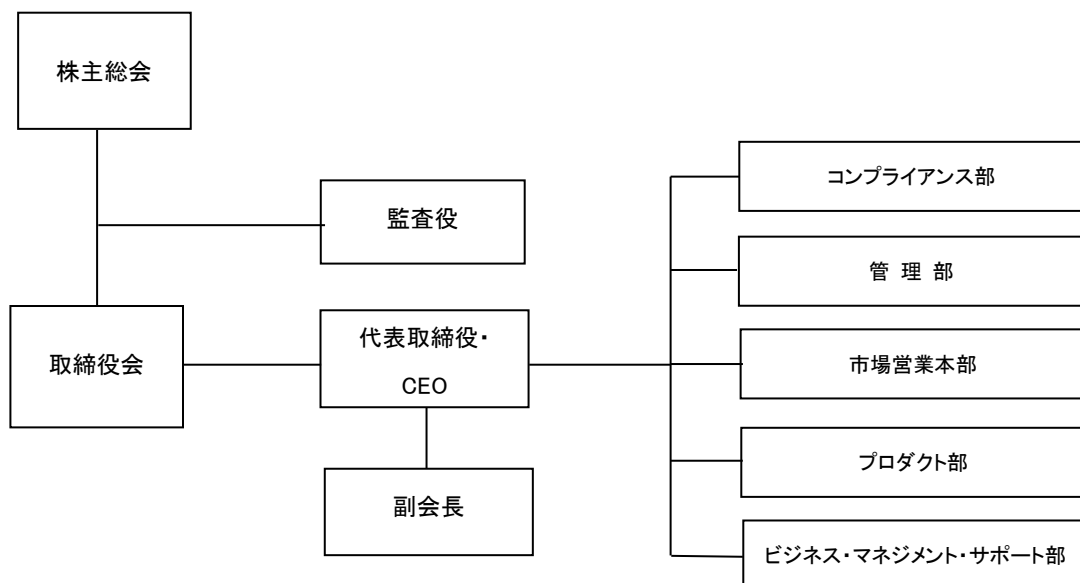 株主総会
監査役
取締役会
代表取締役・
CEO
副会長
コンプライアンス部
管 理 部
市場営業本部
プロダクト部
ビジネス・マネジメント・サポート部